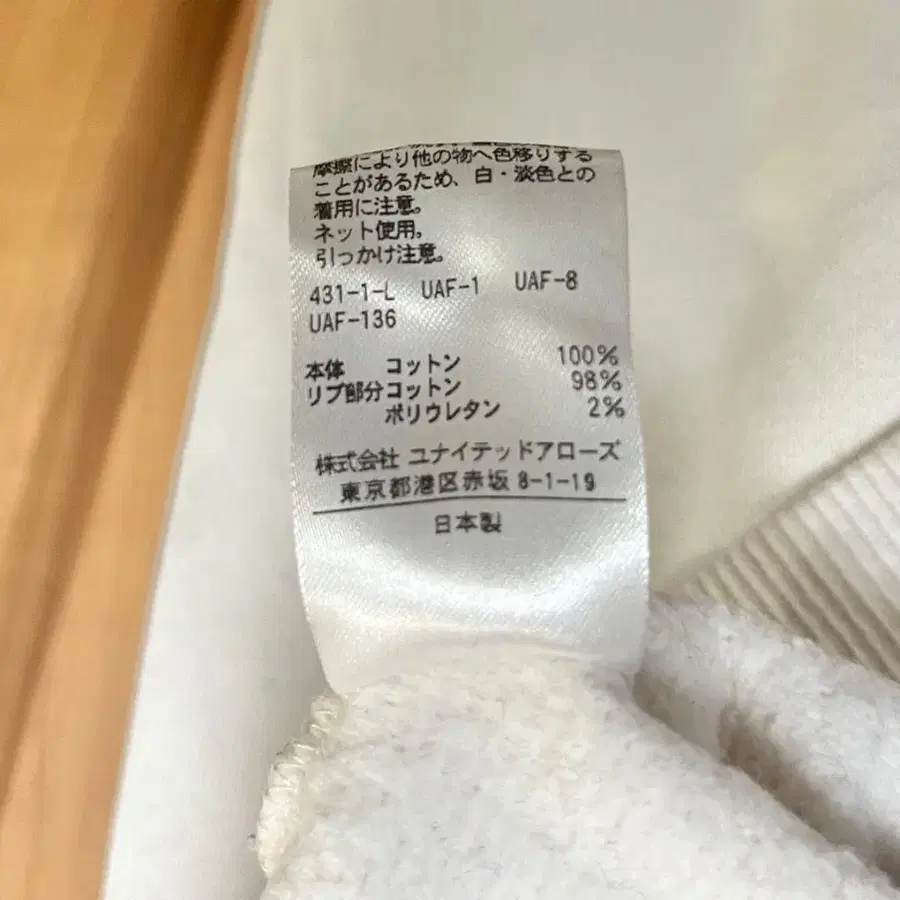 摩擦により他の物へ色移りする
ことがあるため、白・淡色との
着用に注意。
ネット使用。
引っかけ注意。
431-1-L UAF-1 UAF-8
UAF-136
本体 コットン 100%
リブ部分コットン 98%
ポリウレタン 2%
株式会社 ユナイテッドアローズ
東京都港区赤坂 8-1-19
日本製